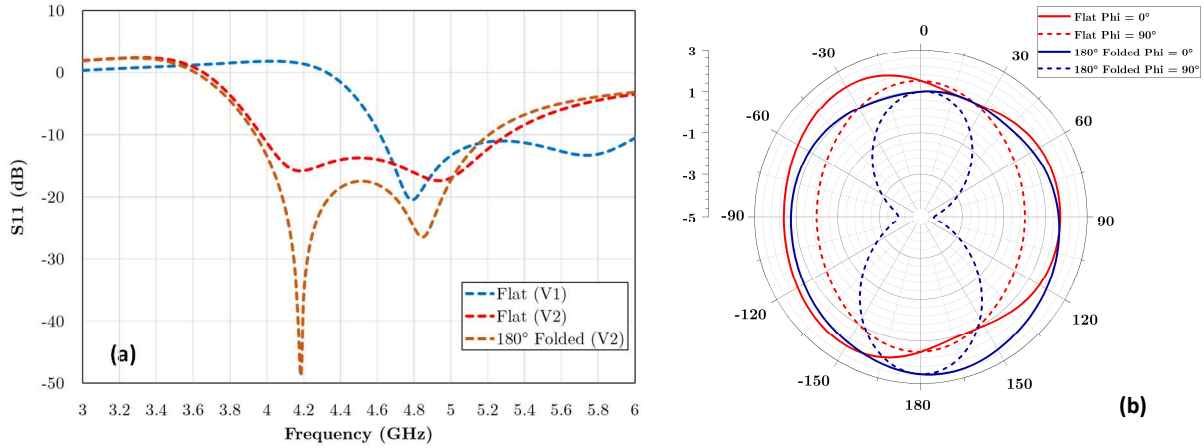 10
0
-10
-20
-30
-40
-50
S11 (dB)
3 3.2 3.4 3.6 3.8 4 4.2 4.4 4.6 4.8 5 5.2 5.4 5.6 5.8 6
Frequency (GHz)
Flat (V1)
Flat (V2)
180° Folded (V2)
(a)
Flat Phi = 0°
Flat Phi = 90°
180° Folded Phi = 0°
180° Folded Phi = 90°
3
1
-1
-3
-5
0
30
60
90
120
150
180
-150
-120
-90
-60
-30
(b)